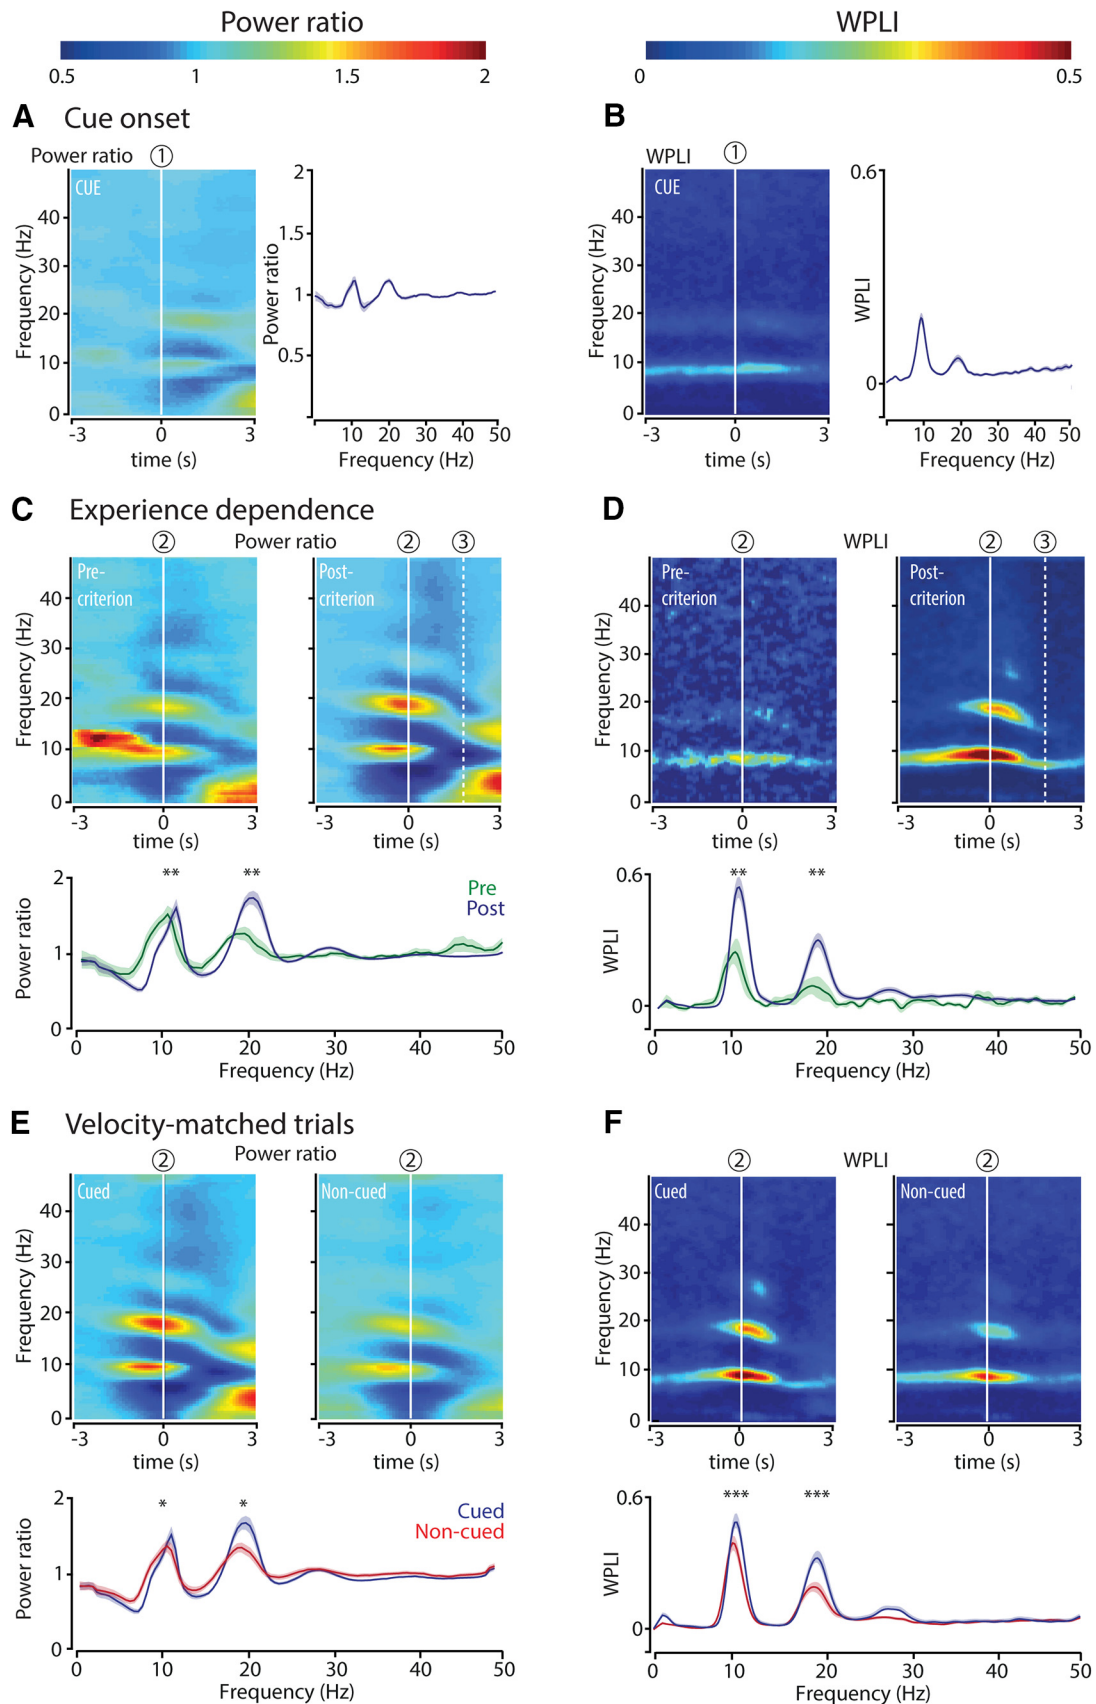 Power ratio
0.5 1 1.5 2
WPLI
0 0.5
A Cue onset
Power ratio ①
CUE
Frequency (Hz)
40
30
20
10
0
-3 0 3
time (s)
Power ratio
2
1.5
1
0.5
10 20 30 40 50
Frequency (Hz)
B
WPLI ①
CUE
Frequency (Hz)
40
30
20
10
0
-3 0 3
time (s)
WPLI
0.6
0
10 20 30 40 50
Frequency (Hz)
C Experience dependence
② Power ratio ② ③
Pre-
criterion
Frequency (Hz)
40
30
20
10
0
-3 0 3
time (s)
Post-
criterion
-3 0 3
time (s)
Power ratio
2
1
0
** **
Pre
Post
0 10 20 30 40 50
Frequency (Hz)
D
② WPLI ② ③
Pre-
criterion
Frequency (Hz)
40
30
20
10
0
-3 0 3
time (s)
Post-
criterion
-3 0 3
time (s)
WPLI
0.6
0
** **
0 10 20 30 40 50
Frequency (Hz)
E Velocity-matched trials
② Power ratio ②
Cued
Frequency (Hz)
40
30
20
10
0
-3 0 3
time (s)
Non-cued
-3 0 3
time (s)
Power ratio
2
1
0
* *
Cued
Non-cued
0 10 20 30 40 50
Frequency (Hz)
F
② WPLI ②
Cued
Frequency (Hz)
40
30
20
10
0
-3 0 3
time (s)
Non-cued
-3 0 3
time (s)
WPLI
0.6
0
*** ***
0 10 20 30 40 50
Frequency (Hz)